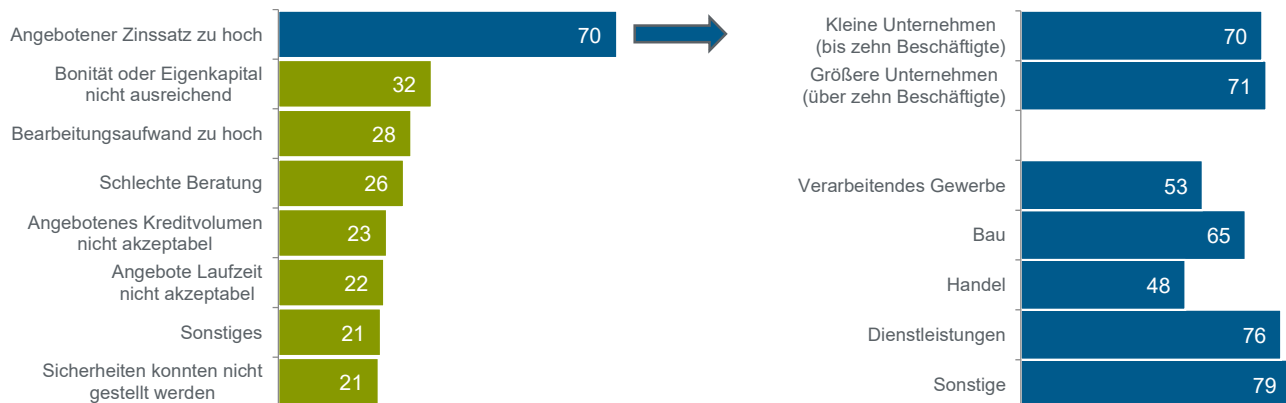 Angebotener Zinssatz zu hoch
70
Bonität oder Eigenkapital
nicht ausreichend
32
Bearbeitungsaufwand zu hoch
28
Schlechte Beratung
26
Angebotenes Kreditvolumen
nicht akzeptabel
23
Angebote Laufzeit
nicht akzeptabel
22
Sonstiges
21
Sicherheiten konnten nicht
gestellt werden
21
Kleine Unternehmen
(bis zehn Beschäftigte)
70
Größere Unternehmen
(über zehn Beschäftigte)
71
Verarbeitendes Gewerbe
53
Bau
65
Handel
48
Dienstleistungen
76
Sonstige
79